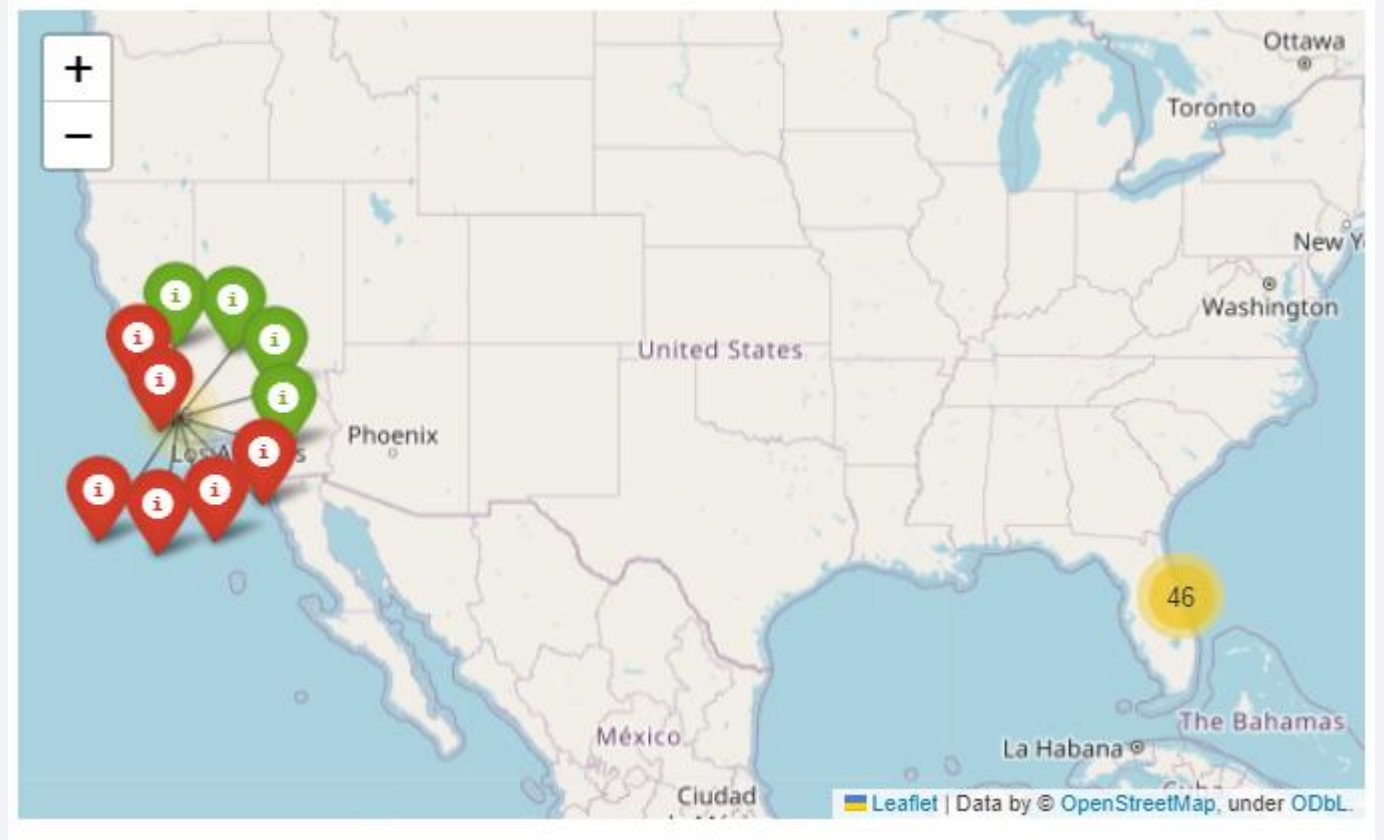 +
−
Ottawa
Toronto
New Y
Washington
United States
Phoenix
i
i
i
i
i
i
i
i
i
i
46
The Bahamas
La Habana
México
Ciudad
Leaflet | Data by © OpenStreetMap, under ODbL.